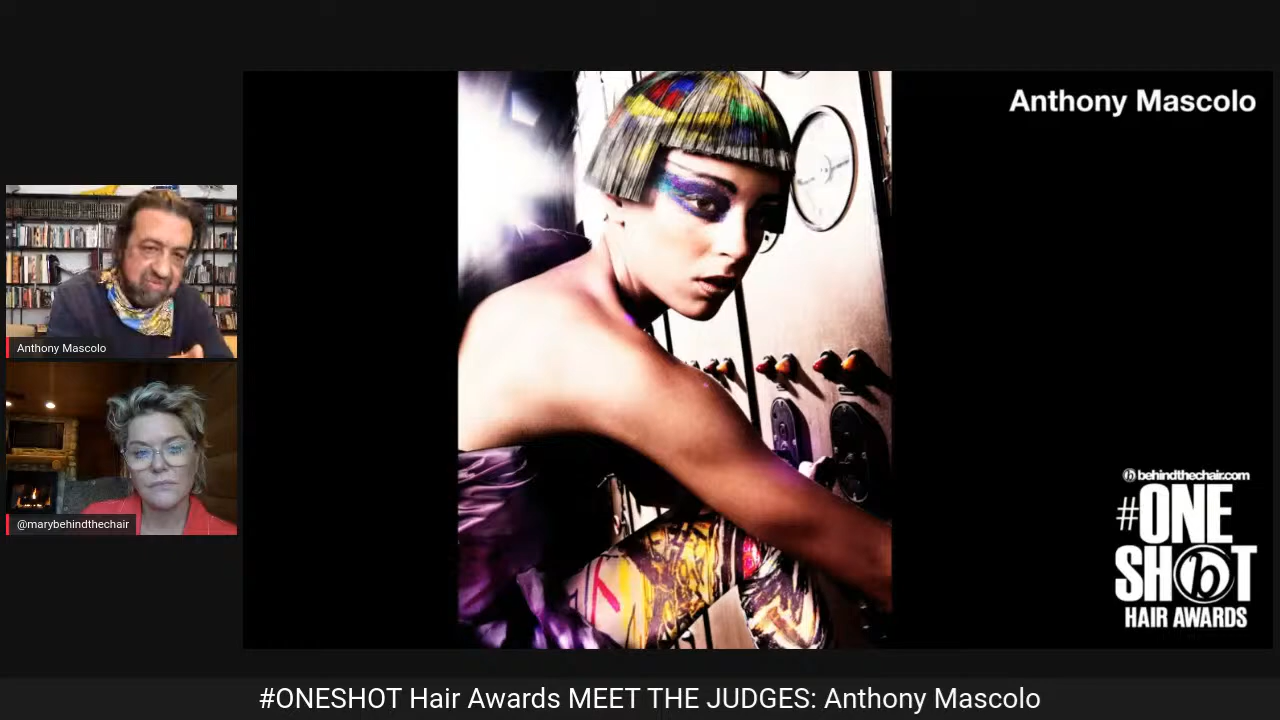 Anthony Mascolo
Anthony Mascolo
@marybehindthechair
behindthechair.com
#ONE
SHOT
HAIR AWARDS
#ONESHOT Hair Awards MEET THE JUDGES: Anthony Mascolo